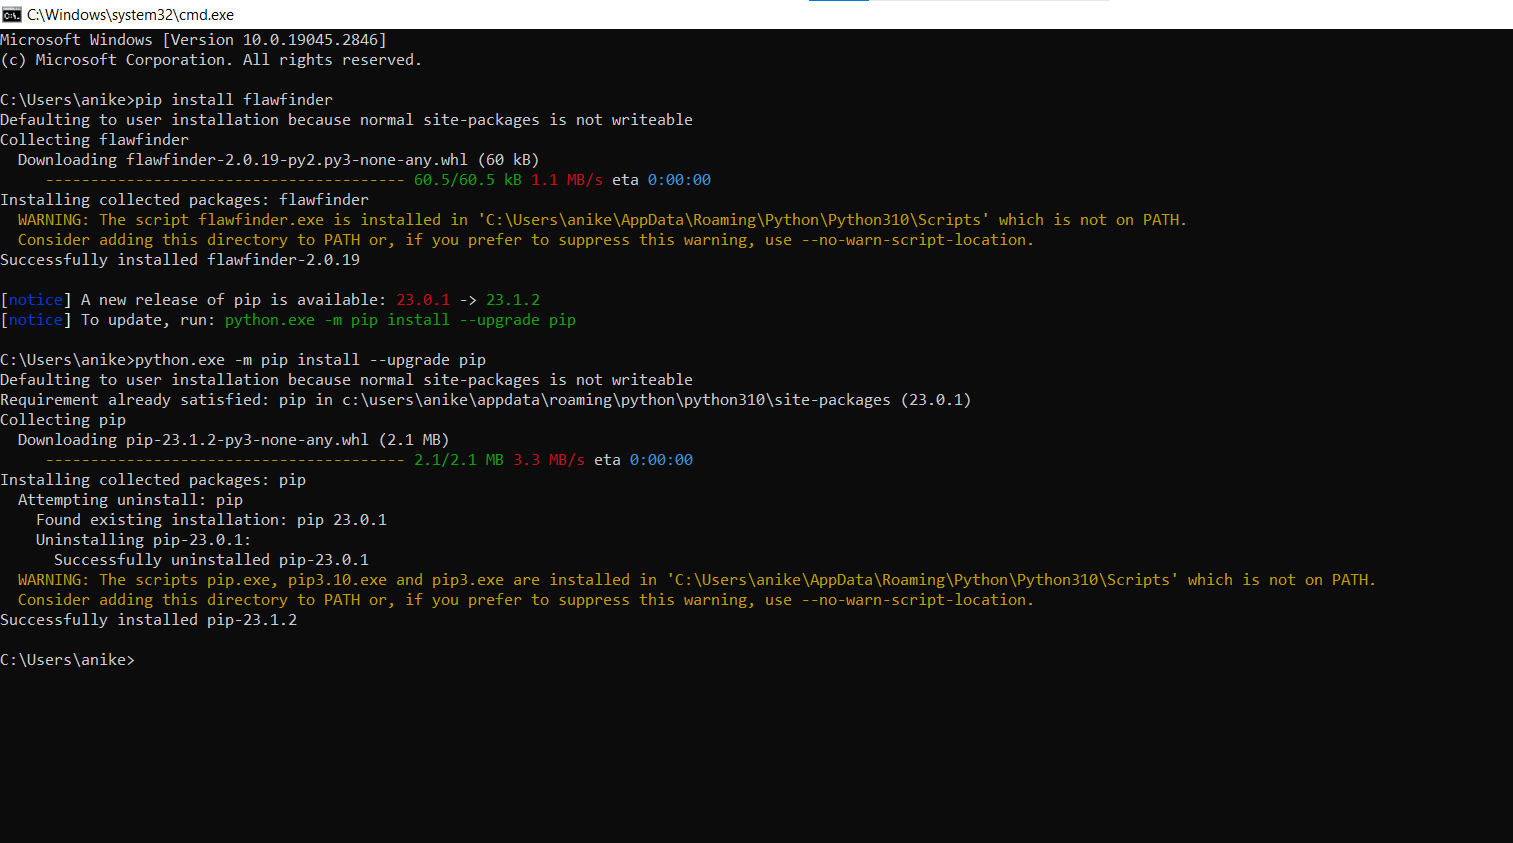 C:\Windows\system32\cmd.exe
Microsoft Windows [Version 10.0.19045.2846]
(c) Microsoft Corporation. All rights reserved.
C:\Users\anike>pip install flawfinder
Defaulting to user installation because normal site-packages is not writeable
Collecting flawfinder
  Downloading flawfinder-2.0.19-py2.py3-none-any.whl (60 kB)
     ---------------------------------------- 60.5/60.5 kB 1.1 MB/s eta 0:00:00
Installing collected packages: flawfinder
  WARNING: The script flawfinder.exe is installed in 'C:\Users\anike\AppData\Roaming\Python\Python310\Scripts' which is not on PATH.
  Consider adding this directory to PATH or, if you prefer to suppress this warning, use --no-warn-script-location.
Successfully installed flawfinder-2.0.19
[notice] A new release of pip is available: 23.0.1 -> 23.1.2
[notice] To update, run: python.exe -m pip install --upgrade pip
C:\Users\anike>python.exe -m pip install --upgrade pip
Defaulting to user installation because normal site-packages is not writeable
Requirement already satisfied: pip in c:\users\anike\appdata\roaming\python\python310\site-packages (23.0.1)
Collecting pip
  Downloading pip-23.1.2-py3-none-any.whl (2.1 MB)
     ---------------------------------------- 2.1/2.1 MB 3.3 MB/s eta 0:00:00
Installing collected packages: pip
  Attempting uninstall: pip
    Found existing installation: pip 23.0.1
    Uninstalling pip-23.0.1:
      Successfully uninstalled pip-23.0.1
  WARNING: The scripts pip.exe, pip3.10.exe and pip3.exe are installed in 'C:\Users\anike\AppData\Roaming\Python\Python310\Scripts' which is not on PATH.
  Consider adding this directory to PATH or, if you prefer to suppress this warning, use --no-warn-script-location.
Successfully installed pip-23.1.2
C:\Users\anike>